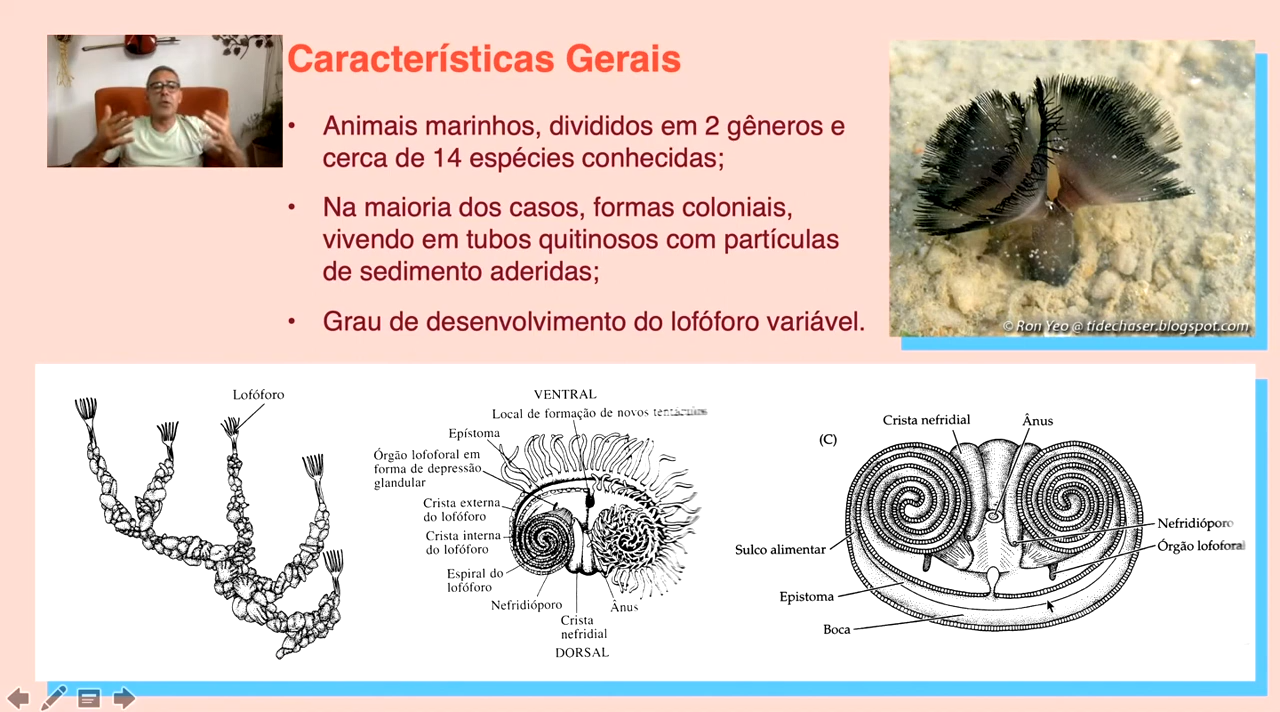 Características Gerais
• Animais marinhos, divididos em 2 gêneros e
cerca de 14 espécies conhecidas;
• Na maioria dos casos, formas coloniais,
vivendo em tubos quitinosos com partículas
de sedimento aderidas;
• Grau de desenvolvimento do lofóforo variável.
© Ron Yeo @ tidechaser.blogspot.com
Lofóforo
VENTRAL
Local de formação de novos tentáculos
Epístoma
Órgão lofoforal em
forma de depressão
glandular
Crista externa
do lofóforo
Crista interna
do lofóforo
Espiral do
lofóforo
Nefridióporo
Ânus
Crista
nefridial
DORSAL
(C)
Crista nefridial
Ânus
Nefridióporo
Órgão lofoforal
Sulco alimentar
Epistoma
Boca